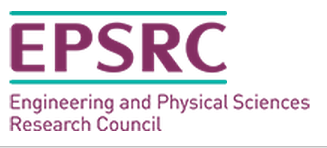 EPSRC
Engineering and Physical Sciences
Research Council